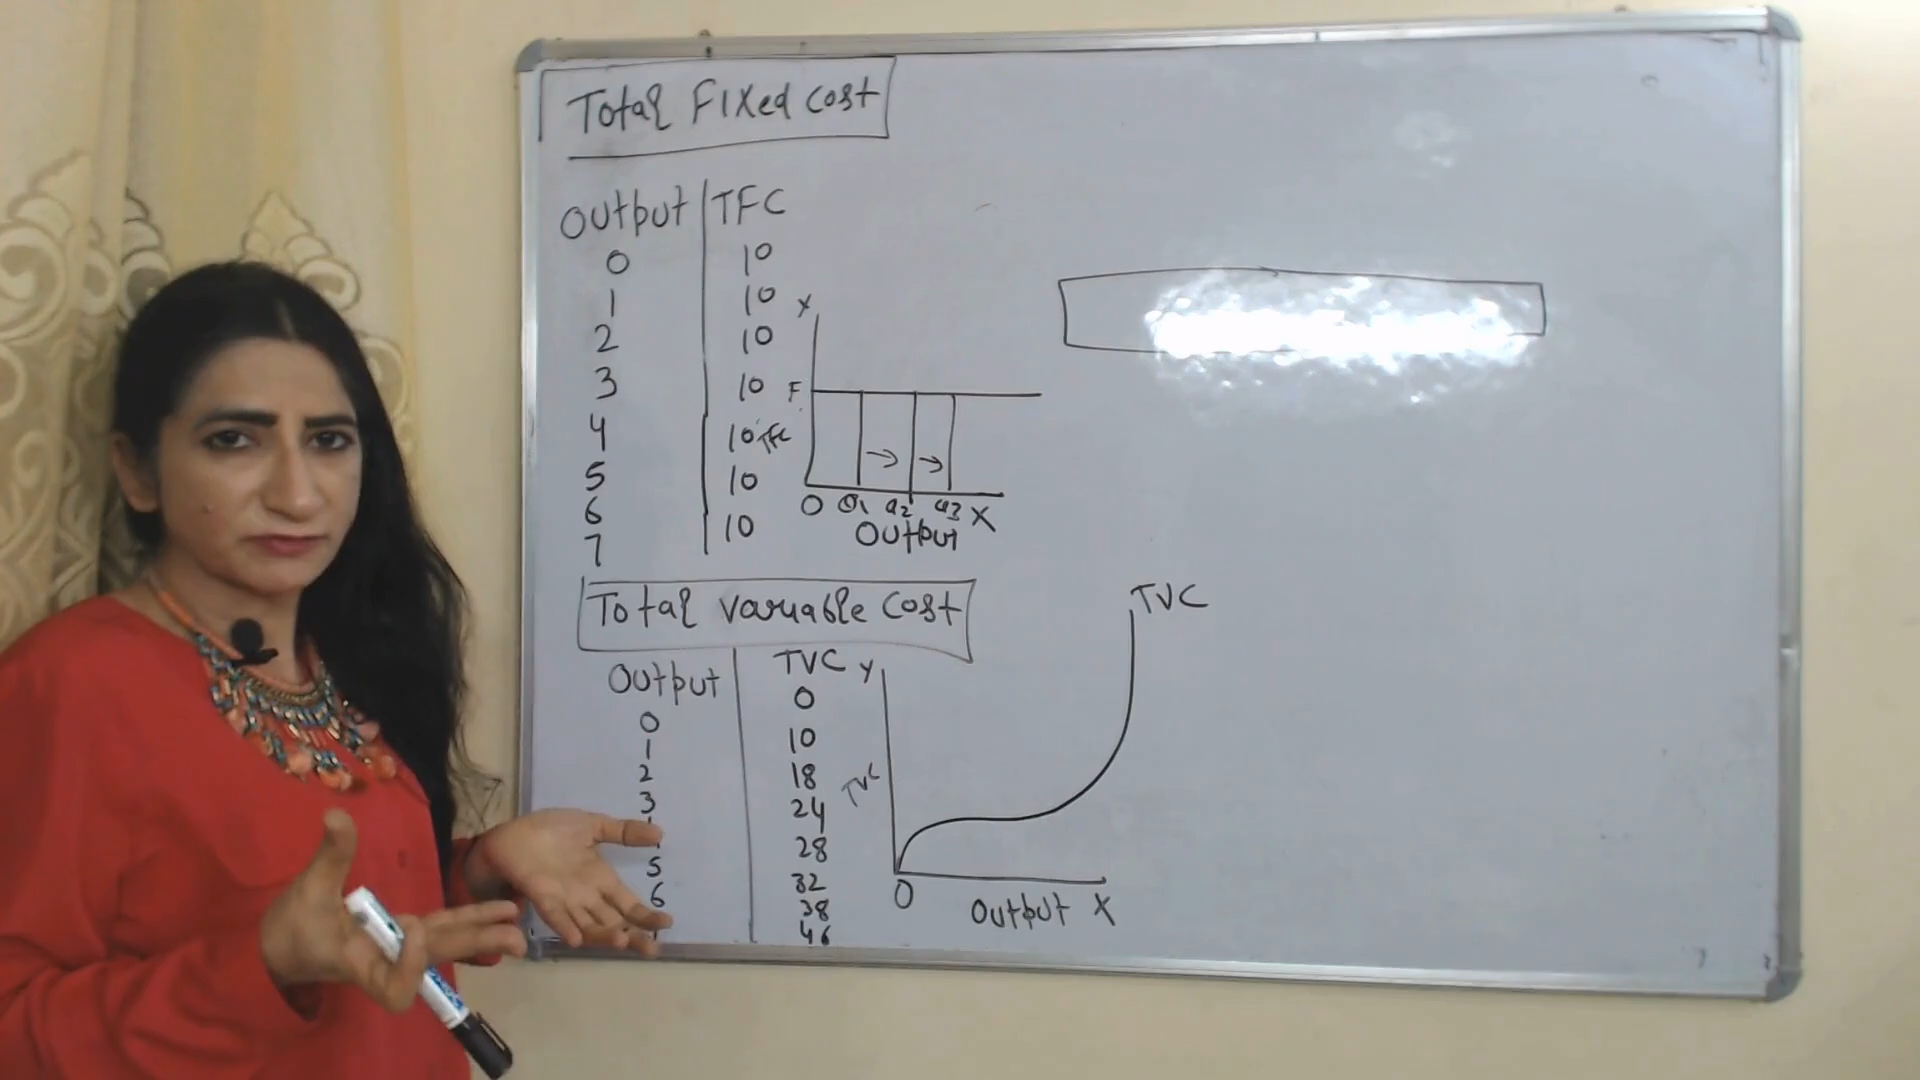 Total Fixed Cost
Output TFC
0 10
1 10
2 10
3 10
4 10
5 10
6 10
7
Y
F
TFC
O Q1 Q2 Q3 X
Output
Total Variable Cost
Output TVC
0 0
1 10
2 18
3 24
28
5 32
6 38
46
Y
TVC
TVC
O
Output X